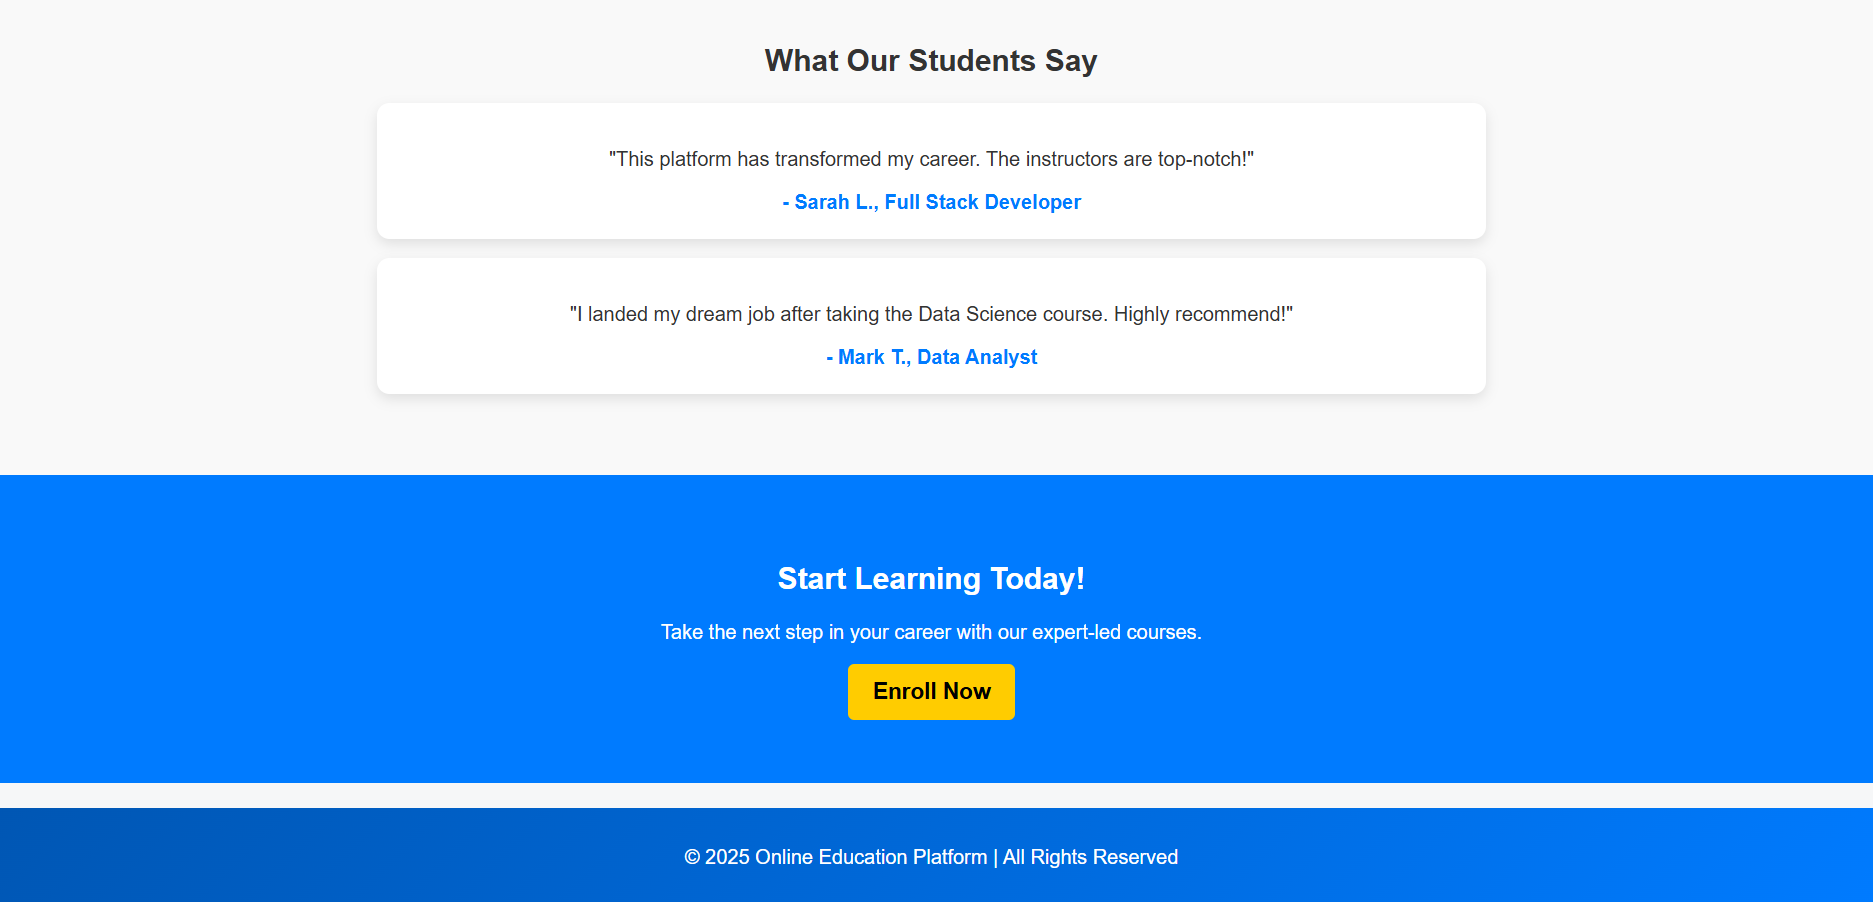 What Our Students Say
"This platform has transformed my career. The instructors are top-notch!"
- Sarah L., Full Stack Developer
"I landed my dream job after taking the Data Science course. Highly recommend!"
- Mark T., Data Analyst
Start Learning Today!
Take the next step in your career with our expert-led courses.
Enroll Now
© 2025 Online Education Platform | All Rights Reserved